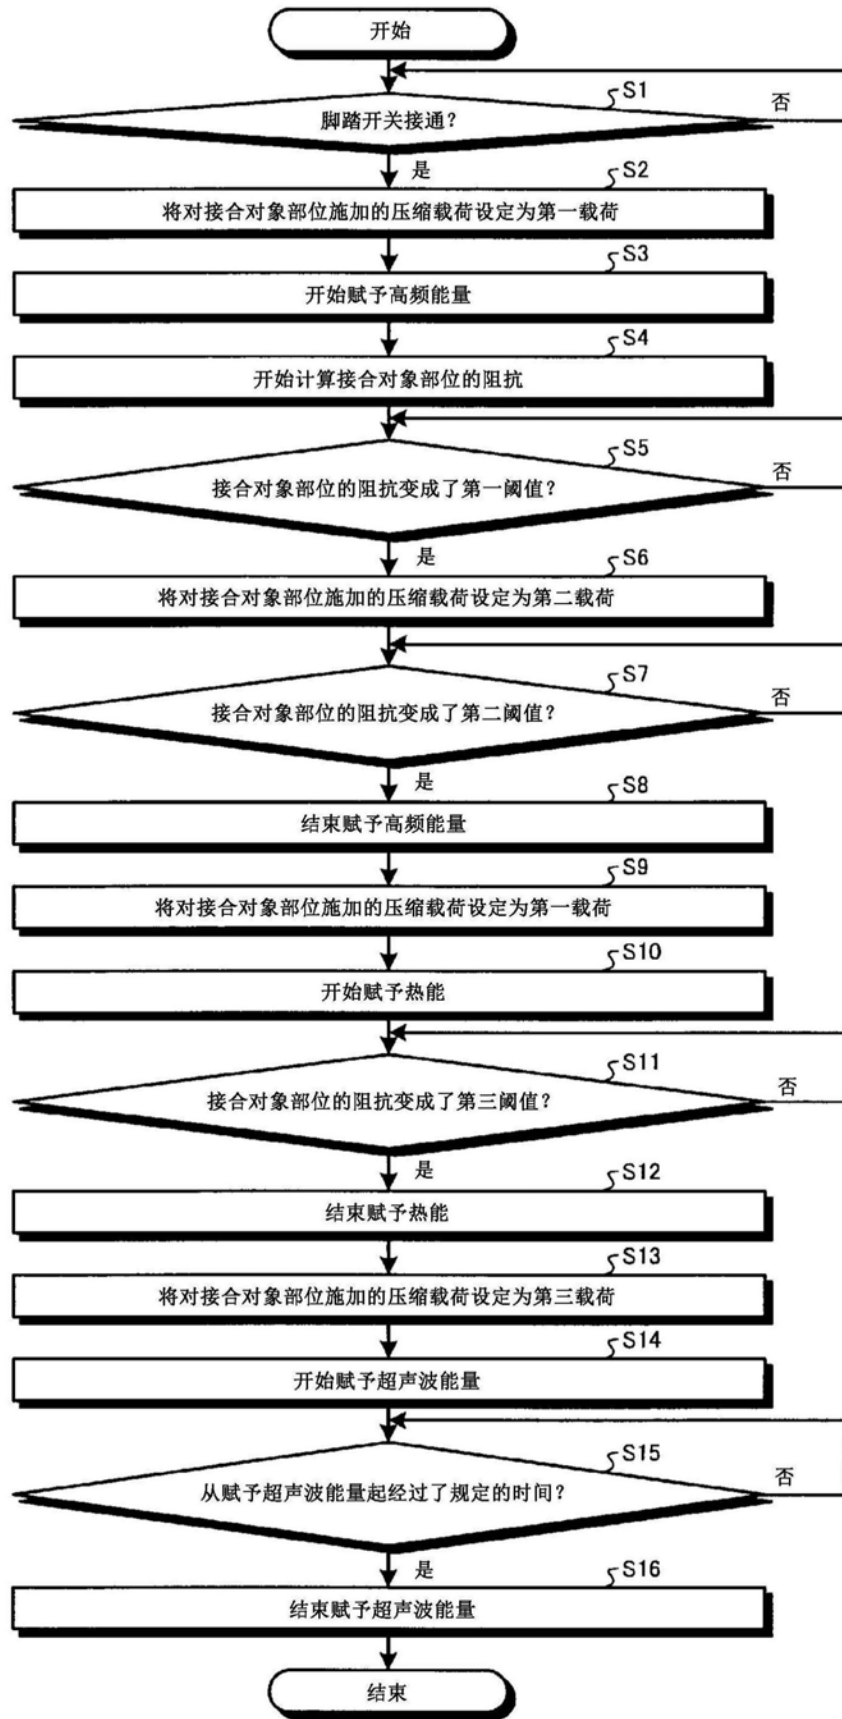 开始
S1
脚踏开关接通？
否
是
S2
将对接合对象部位施加的压缩载荷设定为第一载荷
S3
开始赋予高频能量
S4
开始计算接合对象部位的阻抗
S5
接合对象部位的阻抗变成了第一阈值？
否
是
S6
将对接合对象部位施加的压缩载荷设定为第二载荷
S7
接合对象部位的阻抗变成了第二阈值？
否
是
S8
结束赋予高频能量
S9
将对接合对象部位施加的压缩载荷设定为第一载荷
S10
开始赋予热能
S11
接合对象部位的阻抗变成了第三阈值？
否
是
S12
结束赋予热能
S13
将对接合对象部位施加的压缩载荷设定为第三载荷
S14
开始赋予超声波能量
S15
从赋予超声波能量起经过了规定的时间？
否
是
S16
结束赋予超声波能量
结束